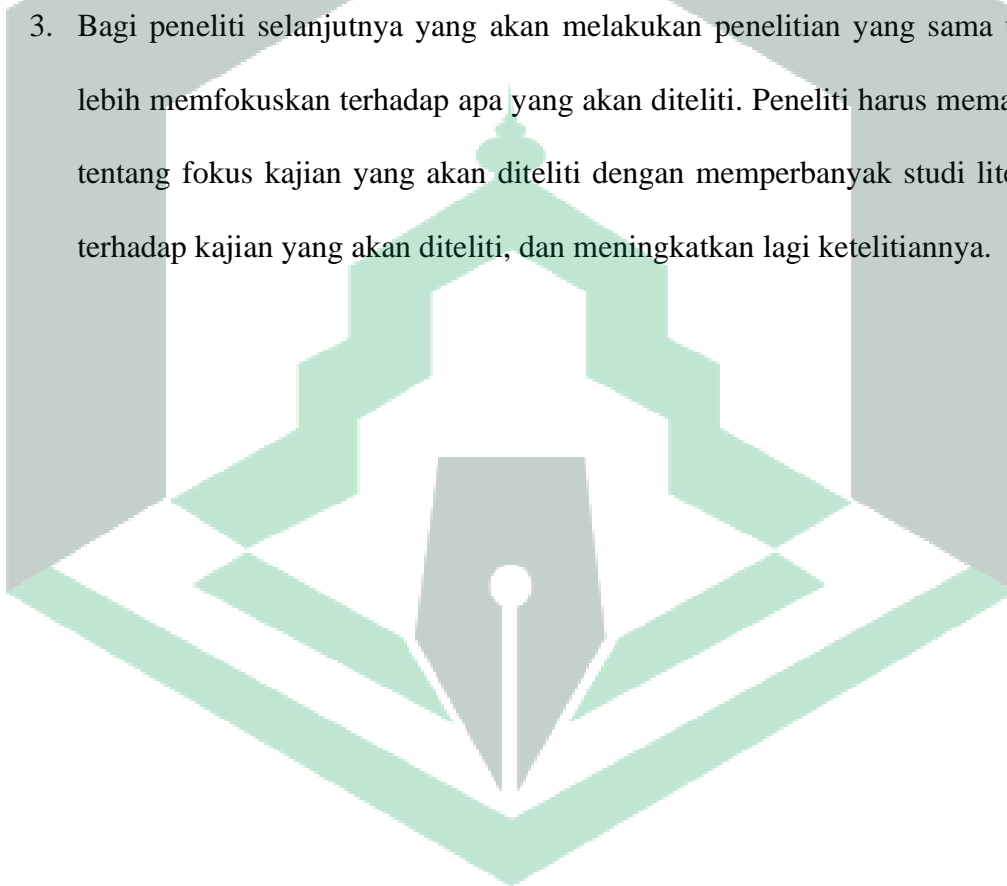 3. Bagi peneliti selanjutnya yang akan melakukan penelitian yang sama
lebih memfokuskan terhadap apa yang akan diteliti. Peneliti harus
tentang fokus kajian yang akan diteliti dengan memperbanyak studi
terhadap kajian yang akan diteliti, dan meningkatkan lagi ketelitiannya.